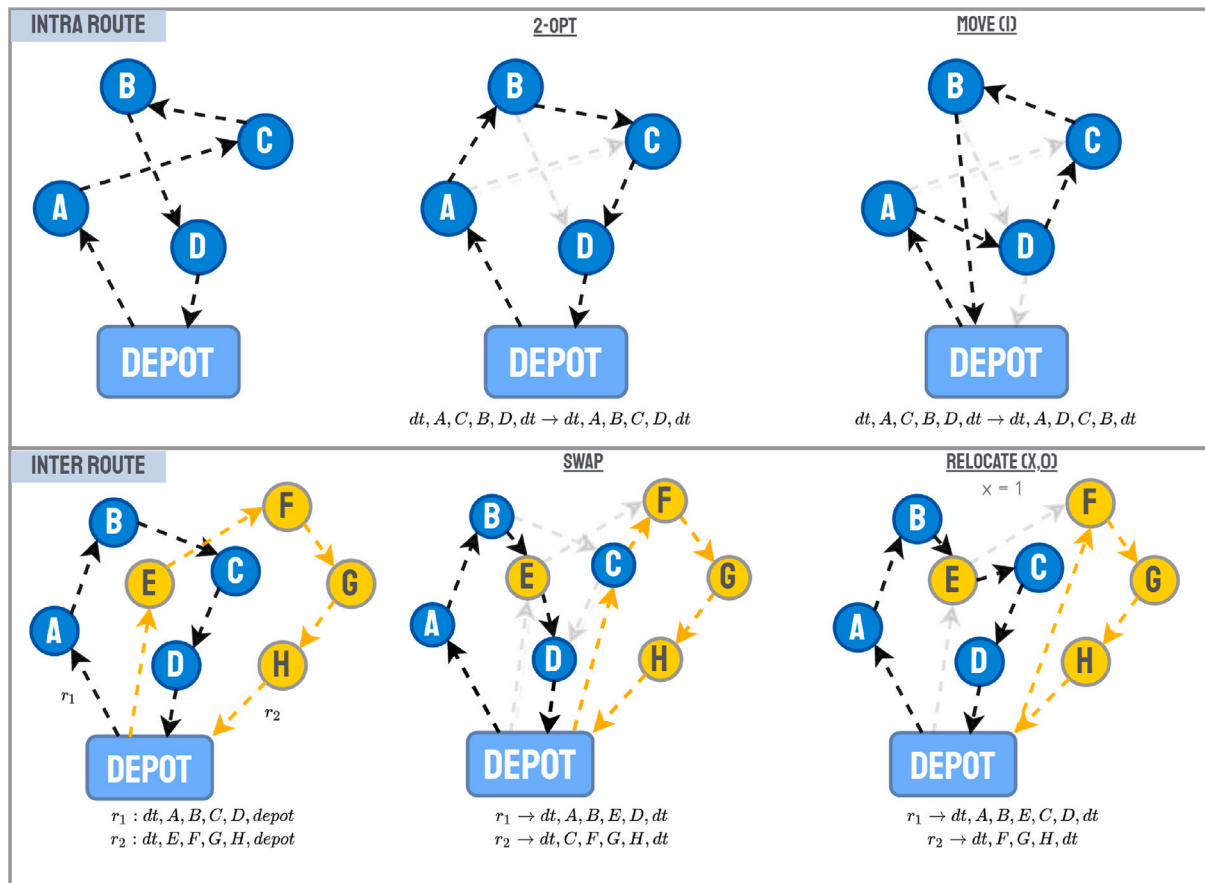 INTRA ROUTE
2-OPT
MOVE (1)
B
C
A
D
DEPOT
B
C
A
D
DEPOT
dt, A, C, B, D, dt → dt, A, B, C, D, dt
B
C
A
D
DEPOT
dt, A, C, B, D, dt → dt, A, D, C, B, dt
INTER ROUTE
SWAP
RELOCATE (X,0)
x = 1
F
B
C
E
G
A
D
H
r₁
r₂
DEPOT
r₁ : dt, A, B, C, D, depot
r₂ : dt, E, F, G, H, depot
F
B
C
E
G
A
D
H
DEPOT
r₁ → dt, A, B, E, D, dt
r₂ → dt, C, F, G, H, dt
F
B
C
E
G
A
D
H
DEPOT
r₁ → dt, A, B, E, C, D, dt
r₂ → dt, F, G, H, dt